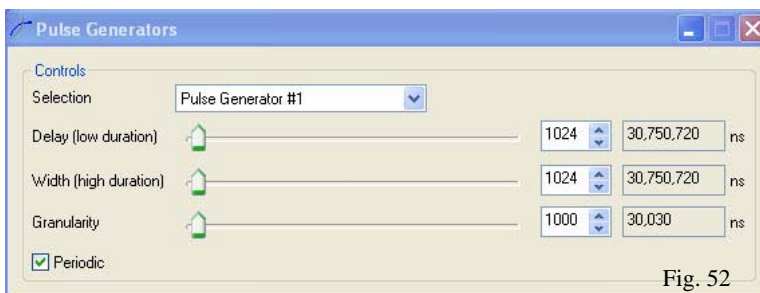 Pulse Generators
Controls
Selection Pulse Generator #1
Delay (low duration) 1024 30,750,720 ns
Width (high duration) 1024 30,750,720 ns
Granularity 1000 30,030 ns
Periodic
Fig. 52